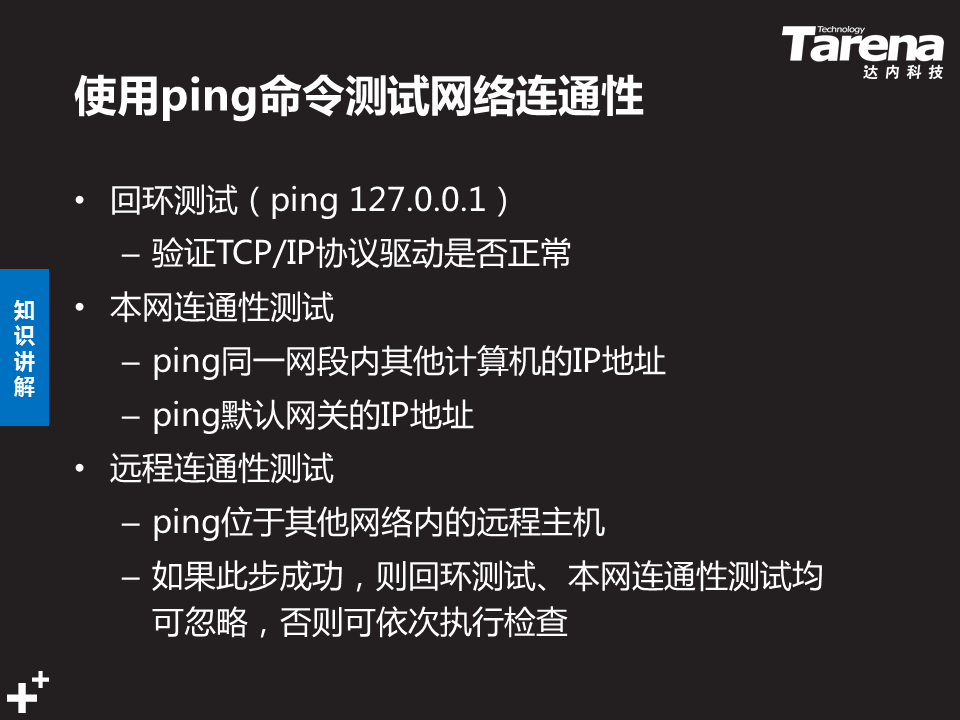 Technology
Tarena
达内科技
使用ping命令测试网络连通性
• 回环测试（ping 127.0.0.1）
– 验证TCP/IP协议驱动是否正常
• 本网连通性测试
– ping同一网段内其他计算机的IP地址
– ping默认网关的IP地址
• 远程连通性测试
– ping位于其他网络内的远程主机
– 如果此步成功，则回环测试、本网连通性测试均
可忽略，否则可依次执行检查
知
识
讲
解